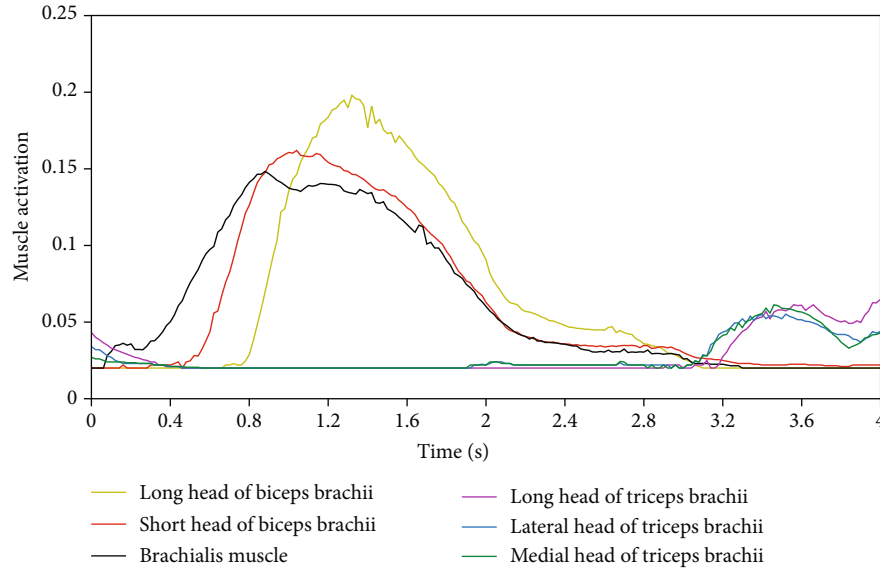 0.25
0.2
0.15
0.1
0.05
0
Muscle activation
0 0.4 0.8 1.2 1.6 2 2.4 2.8 3.2 3.6 4
Time (s)
Long head of biceps brachii
Short head of biceps brachii
Brachialis muscle
Long head of triceps brachii
Lateral head of triceps brachii
Medial head of triceps brachii